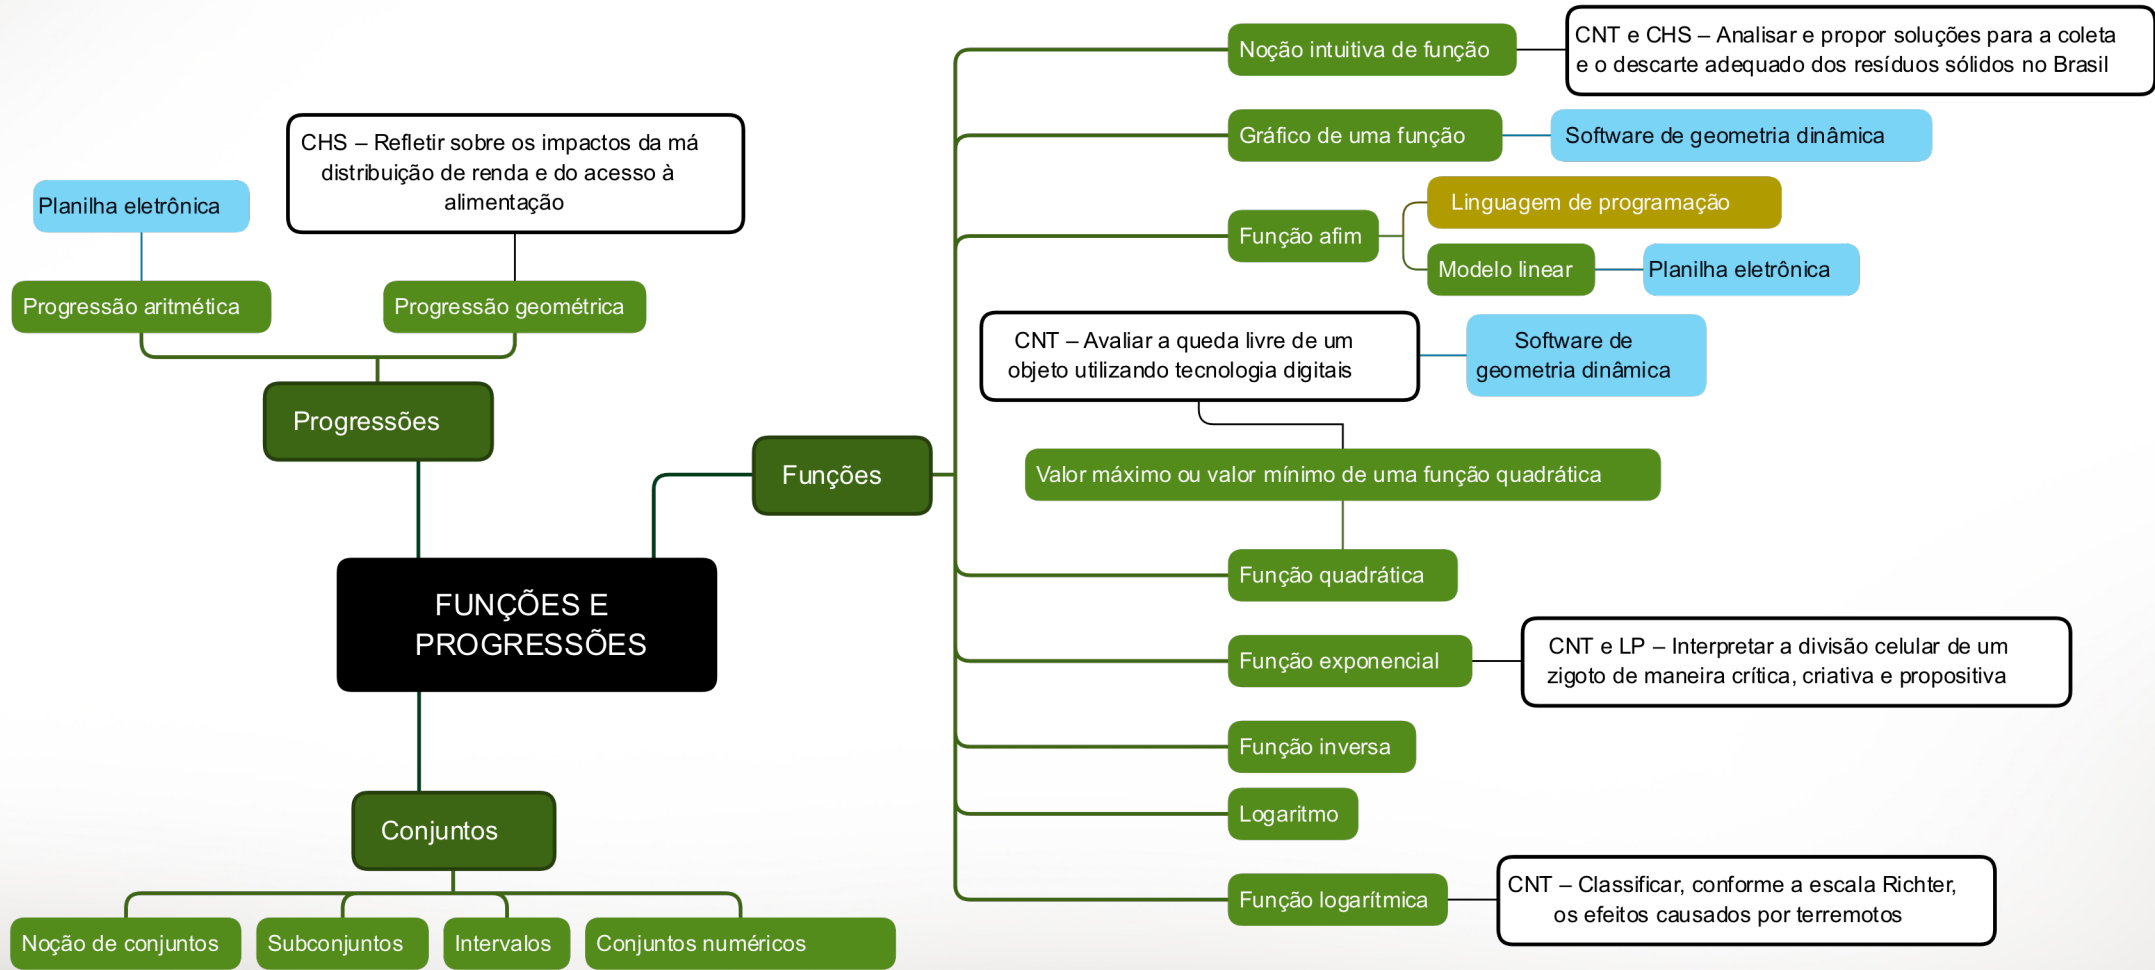 CNT e CHS – Analisar e propor soluções para a coleta
e o descarte adequado dos resíduos sólidos no Brasil
Noção intuitiva de função
Gráfico de uma função
Software de geometria dinâmica
CHS – Refletir sobre os impactos da má
distribuição de renda e do acesso à
alimentação
Planilha eletrônica
Linguagem de programação
Função afim
Modelo linear
Planilha eletrônica
Progressão aritmética
Progressão geométrica
CNT – Avaliar a queda livre de um
objeto utilizando tecnologia digitais
Software de
geometria dinâmica
Progressões
Funções
Valor máximo ou valor mínimo de uma função quadrática
Função quadrática
FUNÇÕES E
PROGRESSÕES
Função exponencial
CNT e LP – Interpretar a divisão celular de um
zigoto de maneira crítica, criativa e propositiva
Função inversa
Logaritmo
Conjuntos
Função logarítmica
CNT – Classificar, conforme a escala Richter,
os efeitos causados por terremotos
Noção de conjuntos
Subconjuntos
Intervalos
Conjuntos numéricos